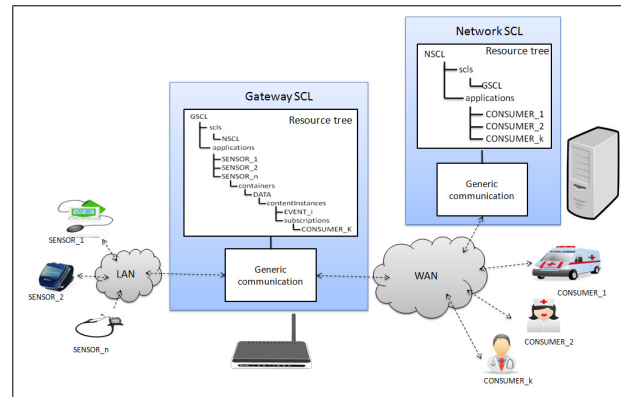 Network SCL
Resource tree
NSCL
scls
GSCL
applications
CONSUMER_1
CONSUMER_2
CONSUMER_k
Generic
communication
Gateway SCL
Resource tree
GSCL
scls
NSCL
applications
SENSOR_1
SENSOR_2
SENSOR_n
containers
DATA
contentInstances
EVENT_i
subscriptions
CONSUMER_K
Generic
communication
SENSOR_1
SENSOR_2
SENSOR_n
LAN
WAN
CONSUMER_1
CONSUMER_2
CONSUMER_k